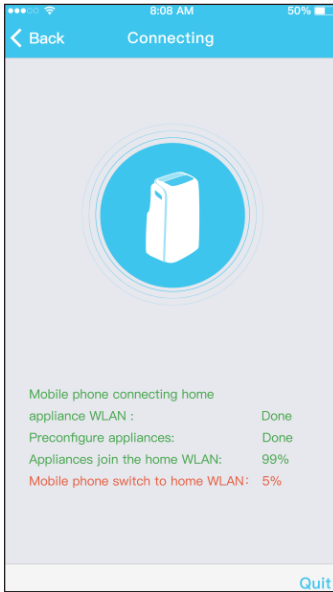 8:08 AM 50%
Back Connecting
Mobile phone connecting home
appliance WLAN : Done
Preconfigure appliances: Done
Appliances join the home WLAN: 99%
Mobile phone switch to home WLAN: 5%
Quit